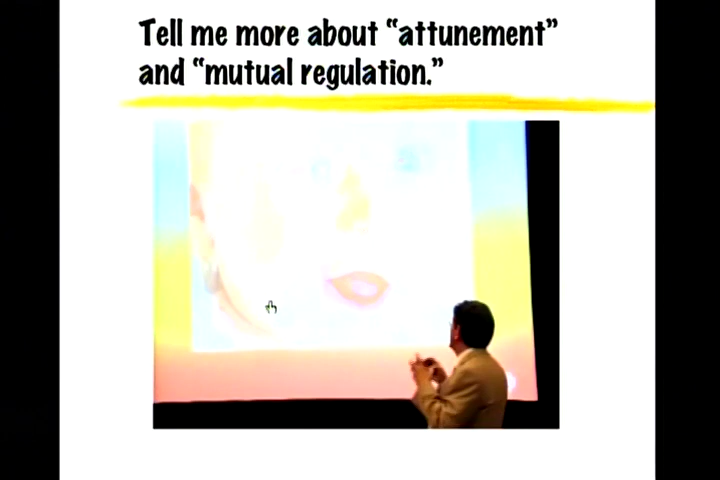 Tell me more about “attunement”
and “mutual regulation.”